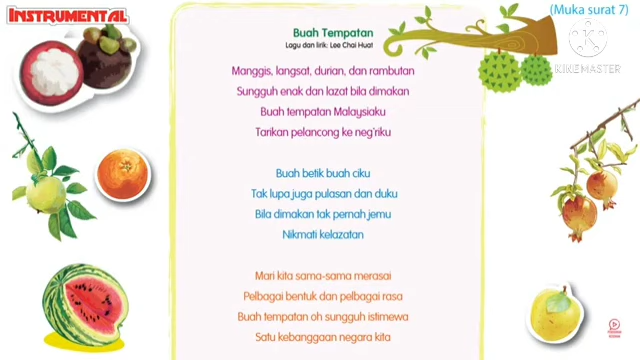 INSTRUMENTAL
(Muka surat 7)
Buah Tempatan
Lagu dan lirik: Lee Chai Huat
KINEMASTER
Manggis, langsat, durian, dan rambutan
Sungguh enak dan lazat bila dimakan
Buah tempatan Malaysiaku
Tarikan pelancong ke neg'riku
Buah betik buah ciku
Tak lupa juga pulasan dan duku
Bila dimakan tak pernah jemu
Nikmati kelazatan
Mari kita sama-sama merasai
Pelbagai bentuk dan pelbagai rasa
Buah tempatan oh sungguh istimewa
Satu kebanggaan negara kita